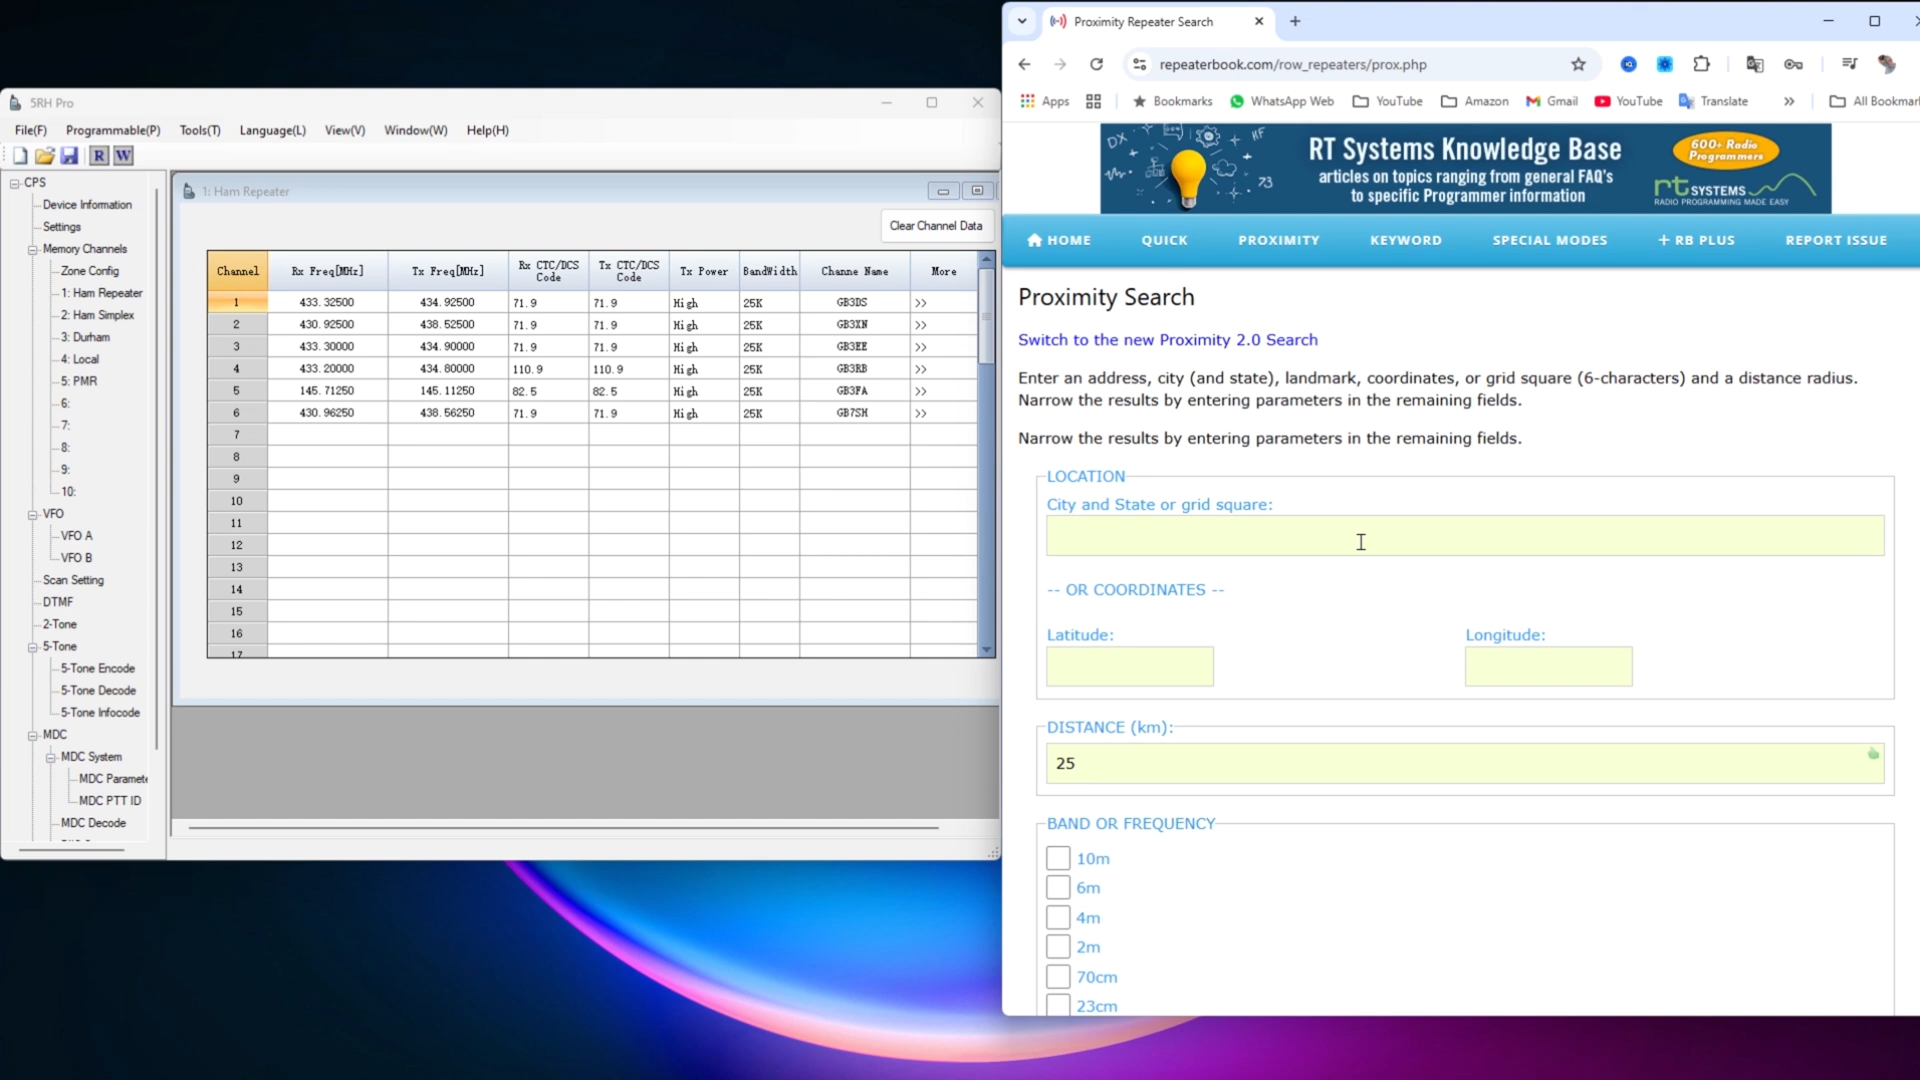 5RH Pro
File(F) Programmable(P) Tools(T) Language(L) View(V) Window(W) Help(H)
R W
CPS
Device Information
Settings
Memory Channels
Zone Config
1: Ham Repeater
2: Ham Simplex
3: Durham
4: Local
5: PMR
6:
7:
8:
9:
10:
VFO
VFO A
VFO B
Scan Setting
DTMF
2-Tone
5-Tone
5-Tone Encode
5-Tone Decode
5-Tone Infocode
MDC
MDC System
MDC Paramete
MDC PTT ID
MDC Decode
1: Ham Repeater
Clear Channel Data
Channel Rx Freq[MHz] Tx Freq[MHz] Rx CTC/DCS Code Tx CTC/DCS Code Tx Power BandWidth Channe Name More
1 433.32500 434.92500 71.9 71.9 High 25K GB3DS >>
2 430.92500 438.52500 71.9 71.9 High 25K GB3XN >>
3 433.30000 434.90000 71.9 71.9 High 25K GB3EE >>
4 433.20000 434.80000 110.9 110.9 High 25K GB3RB >>
5 145.71250 145.11250 82.5 82.5 High 25K GB3FA >>
6 430.96250 438.56250 71.9 71.9 High 25K GB7SH >>
7
8
9
10
11
12
13
14
15
16
17
Proximity Repeater Search
repeaterbook.com/row_repeaters/prox.php
Apps Bookmarks WhatsApp Web YouTube Amazon Gmail YouTube Translate » All Bookmar
DX HF 73
RT Systems Knowledge Base
articles on topics ranging from general FAQ's
to specific Programmer information
600+ Radio
Programmers
rt SYSTEMS
RADIO PROGRAMMING MADE EASY
HOME QUICK PROXIMITY KEYWORD SPECIAL MODES + RB PLUS REPORT ISSUE
Proximity Search
Switch to the new Proximity 2.0 Search
Enter an address, city (and state), landmark, coordinates, or grid square (6-characters) and a distance radius.
Narrow the results by entering parameters in the remaining fields.
Narrow the results by entering parameters in the remaining fields.
LOCATION
City and State or grid square:
-- OR COORDINATES --
Latitude: Longitude:
DISTANCE (km):
25
BAND OR FREQUENCY
10m
6m
4m
2m
70cm
23cm